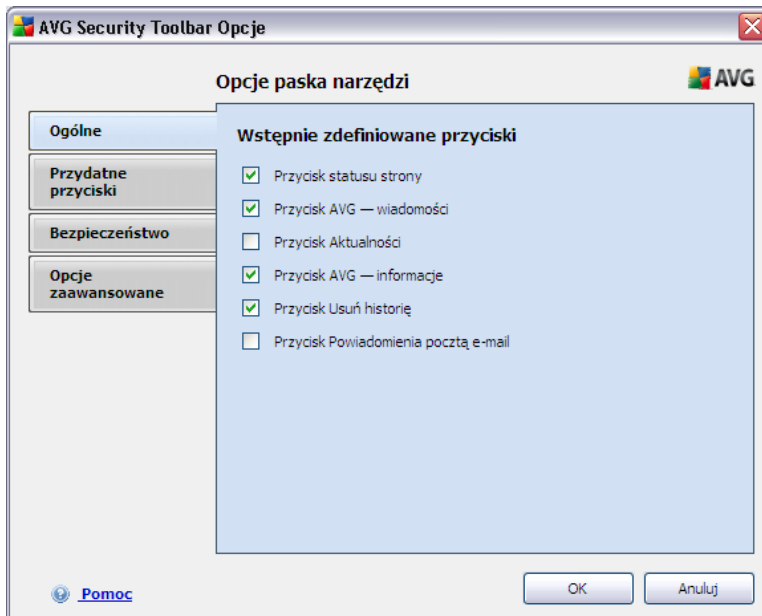 AVG Security Toolbar Opcje
Opcje paska narzędzi
AVG
Ogólne
Przydatne
przyciski
Bezpieczeństwo
Opcje
zaawansowane
Wstępnie zdefiniowane przyciski
Przycisk statusu strony
Przycisk AVG — wiadomości
Przycisk Aktualności
Przycisk AVG — informacje
Przycisk Usuń historię
Przycisk Powiadomienia pocztą e-mail
Pomoc
OK
Anuluj